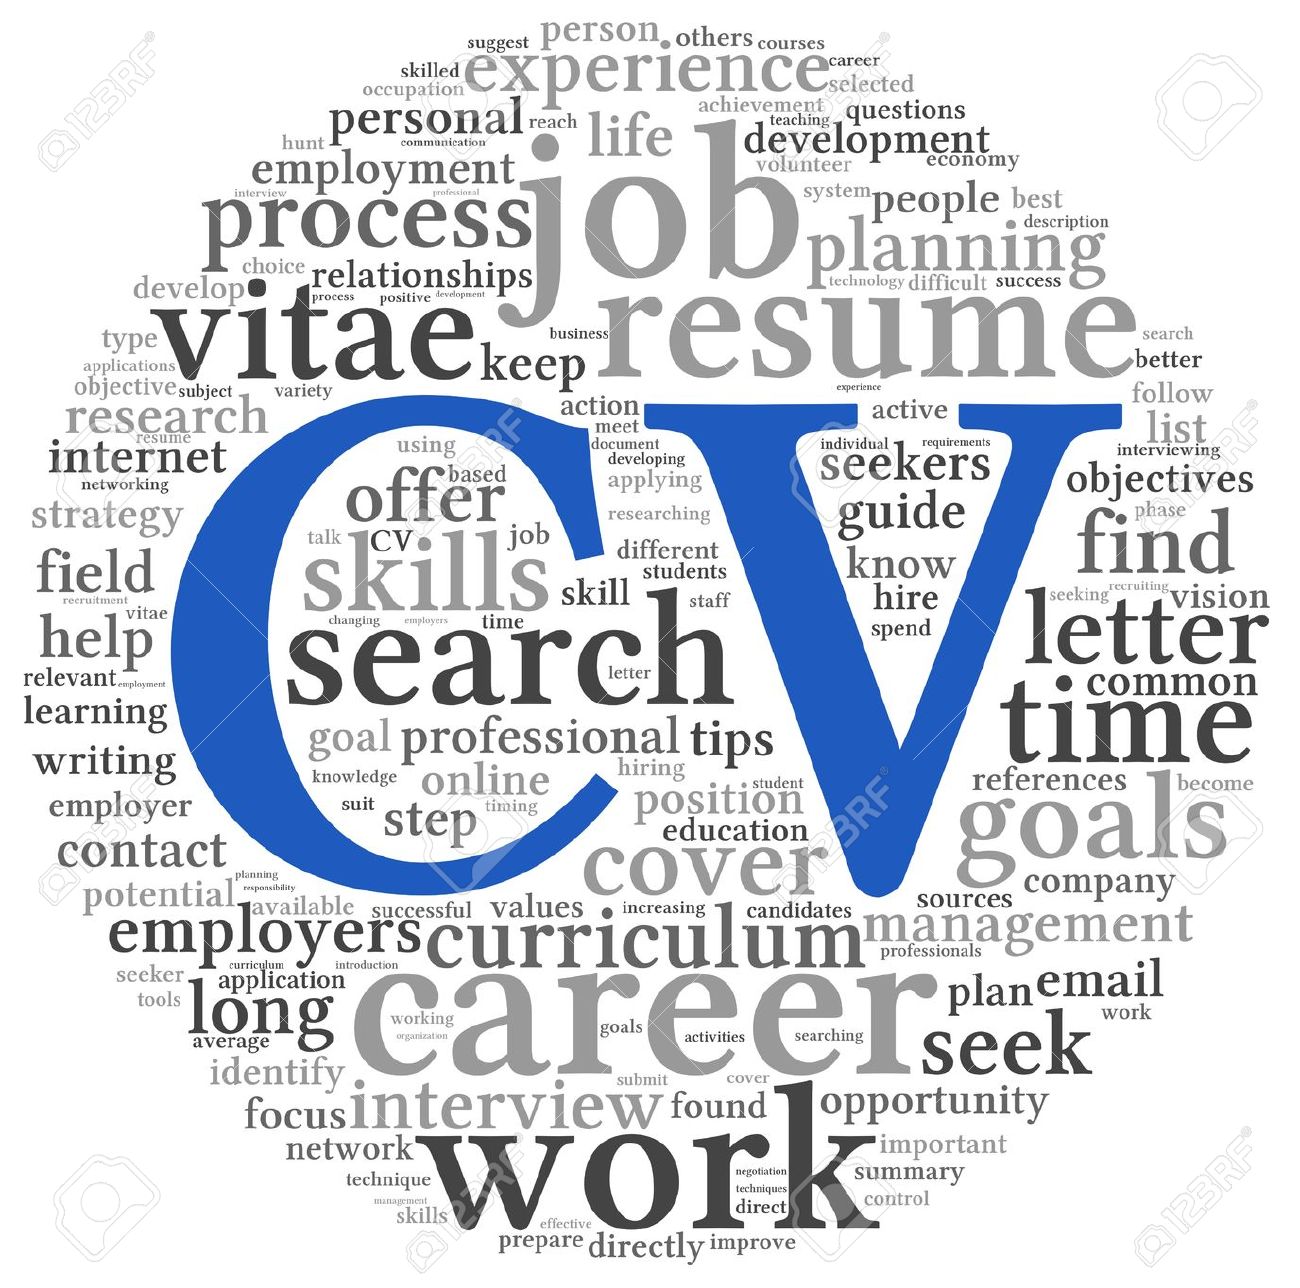 person
others
courses
suggest
experience
career
skilled
selected
occupation
achievement
questions
personal
reach
life
teaching
development
hunt
communication
economy
employment
job
volunteer
interview
professional
system
people
best
process
description
planning
choice
relationships
technology
difficult
success
develop
process
positive
development
vitae
resume
type
business
search
keep
better
applications
objective
subject
variety
experience
follow
research
CV
action
active
list
meet
resume
using
document
individual
requirements
interviewing
internet
based
developing
seekers
networking
offer
applying
objectives
strategy
researching
guide
phase
talk
CV
job
different
find
field
skills
students
know
recruitment
skill
staff
hire
seeking
recruiting
vision
vitae
changing
employers
time
spend
help
search
letter
relevant
employment
letter
common
learning
time
goal
professional
tips
writing
knowledge
online
hiring
student
references
become
employer
suit
timing
position
goals
step
education
contact
cover
planning
company
potential
responsibility
available
successful
values
increasing
candidates
sources
employers
curriculum
management
professionals
seeker
curriculum
introduction
application
career
plan
email
tools
long
working
goals
activities
searching
work
average
organization
seek
identify
submit
cover
focus
interview
found
opportunity
network
work
important
technique
negotiation
summary
management
techniques
control
skills
direct
effective
prepare
directly
improve
123RF